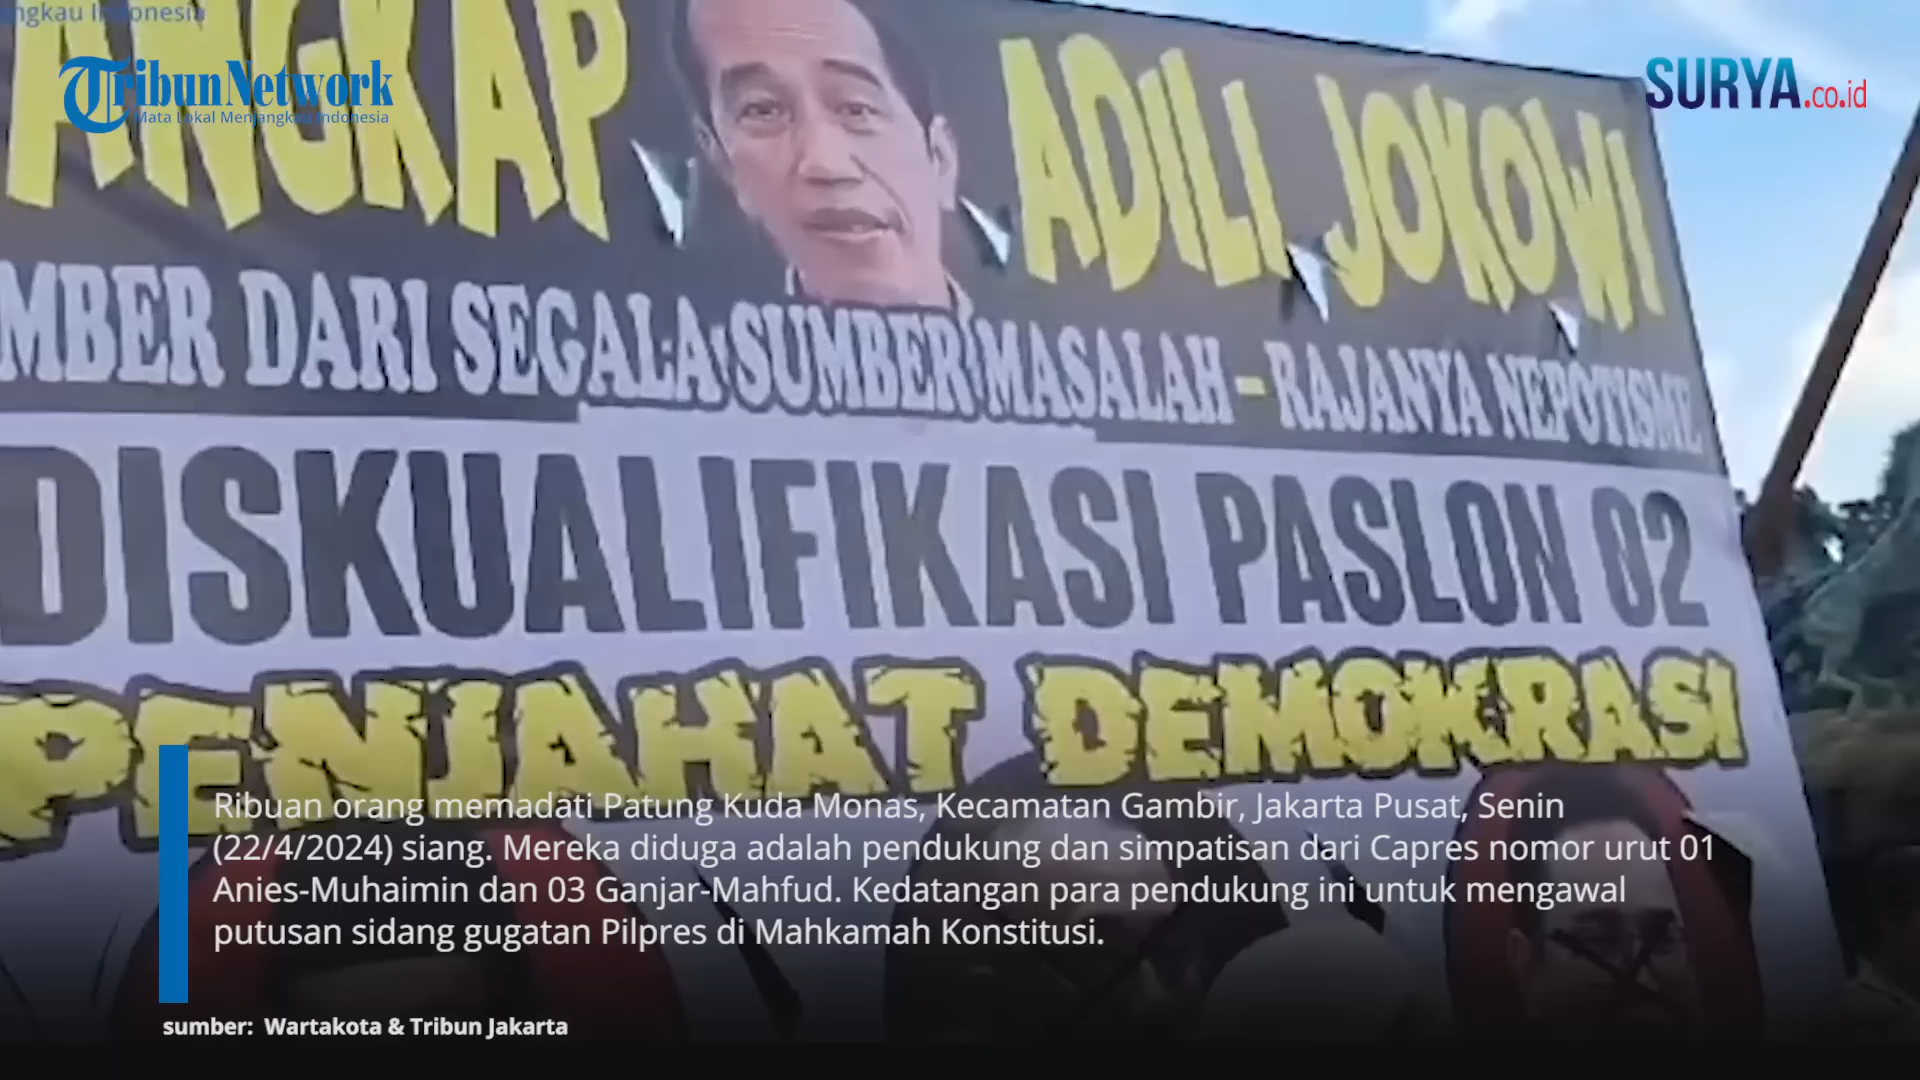 ngkau Indonesia
TribunNetwork
Mata Lokal Menjangkau Indonesia
SURYA.co.id
ANGKAP ADILI JOKOWI
MBER DARI SEGALA SUMBER MASALAH - RAJANYA NEPOTISME
DISKUALIFIKASI PASLON 02
PENJAHAT DEMOKRASI
Ribuan orang memadati Patung Kuda Monas, Kecamatan Gambir, Jakarta Pusat, Senin
(22/4/2024) siang. Mereka diduga adalah pendukung dan simpatisan dari Capres nomor urut 01
Anies-Muhaimin dan 03 Ganjar-Mahfud. Kedatangan para pendukung ini untuk mengawal
putusan sidang gugatan Pilpres di Mahkamah Konstitusi.
sumber: Wartakota & Tribun Jakarta